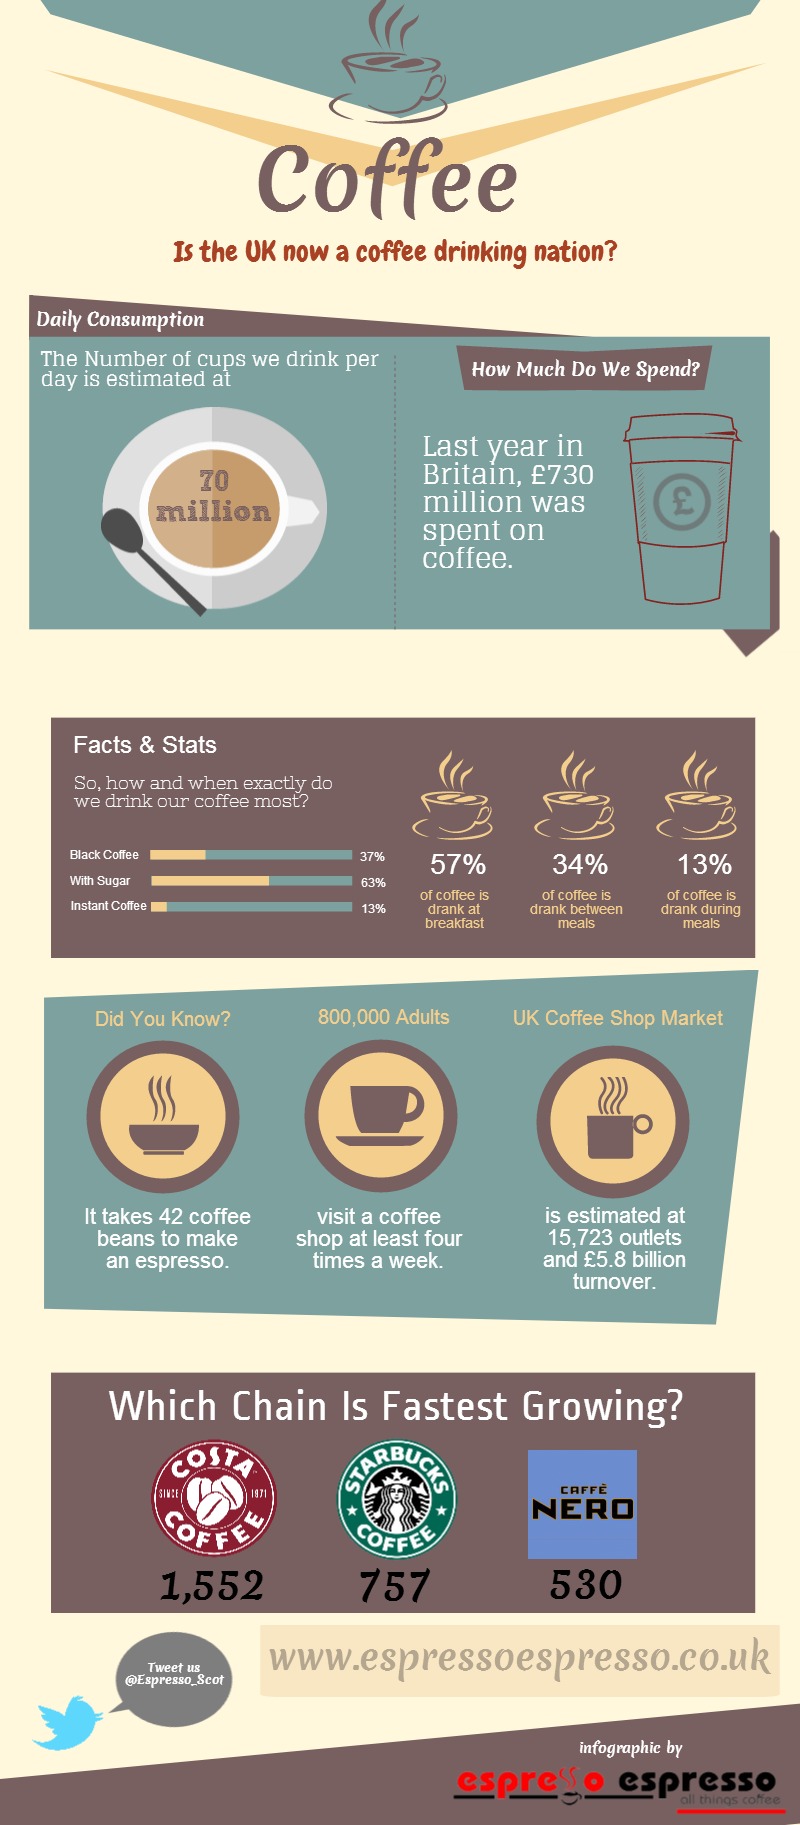 Coffee
Is the UK now a coffee drinking nation?
Daily Consumption
The Number of cups we drink per
day is estimated at
70
million
How Much Do We Spend?
Last year in
Britain, £730
million was
spent on
coffee.
£
Facts & Stats
So, how and when exactly do
we drink our coffee most?
Black Coffee 37%
With Sugar 63%
Instant Coffee 13%
57%
of coffee is
drank at
breakfast
34%
of coffee is
drank between
meals
13%
of coffee is
drank during
meals
Did You Know?
It takes 42 coffee
beans to make
an espresso.
800,000 Adults
visit a coffee
shop at least four
times a week.
UK Coffee Shop Market
is estimated at
15,723 outlets
and £5.8 billion
turnover.
Which Chain Is Fastest Growing?
COSTA
SINCE 1971
COFFEE
1,552
STARBUCKS
COFFEE
757
CAFFÈ
NERO
530
Tweet us
@Espresso_Scot
www.espressoespresso.co.uk
infographic by
espresso espresso
all things coffee